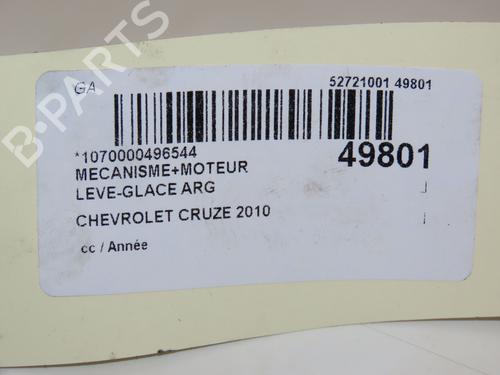 GA
52721001 49801
*1070000496544
49801
MECANISME+MOTEUR
LEVE-GLACE ARG
CHEVROLET CRUZE 2010
cc / Année
B-PARTS